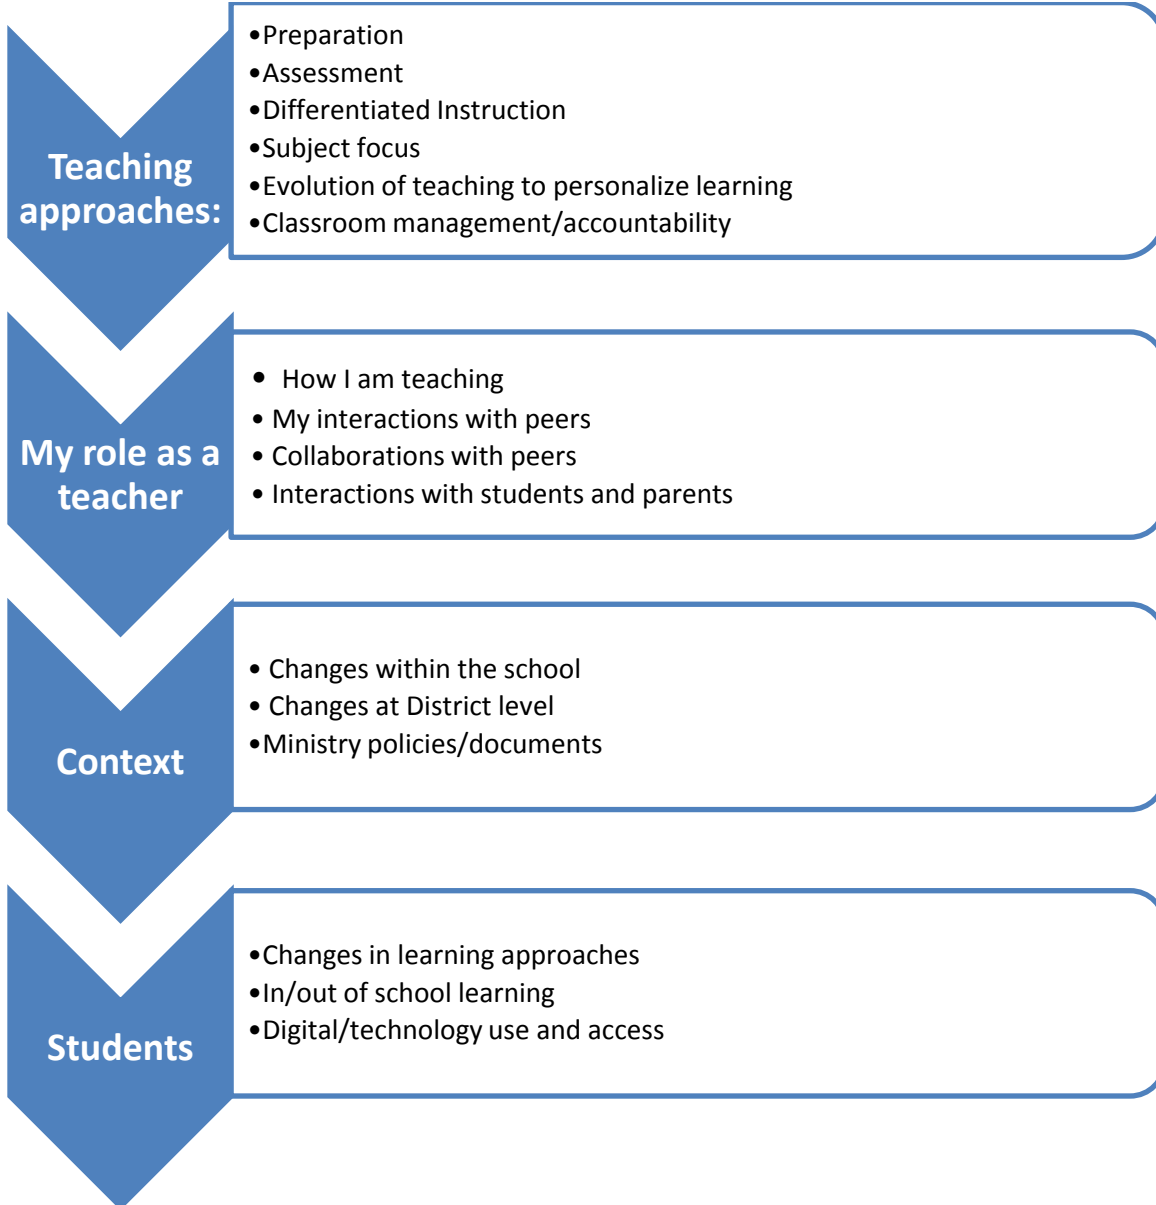 Teaching
approaches:
•Preparation
•Assessment
•Differentiated Instruction
•Subject focus
•Evolution of teaching to personalize learning
•Classroom management/accountability
My role as a
teacher
• How I am teaching
• My interactions with peers
• Collaborations with peers
• Interactions with students and parents
Context
• Changes within the school
• Changes at District level
•Ministry policies/documents
Students
•Changes in learning approaches
•In/out of school learning
•Digital/technology use and access